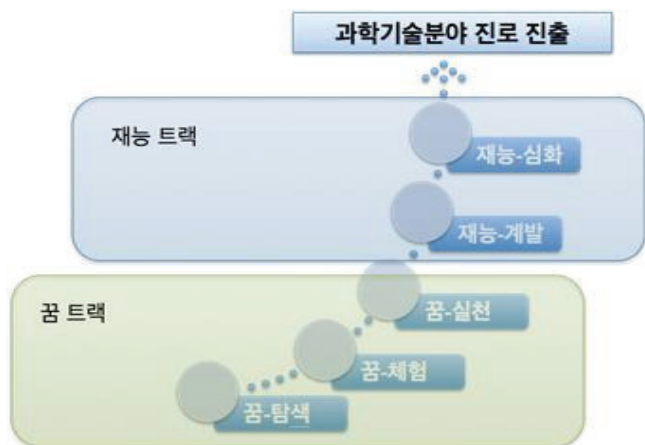 과학기술분야 진로 진출
재능 트랙
재능-심화
재능-계발
꿈 트랙
꿈-실천
꿈-체험
꿈-탐색